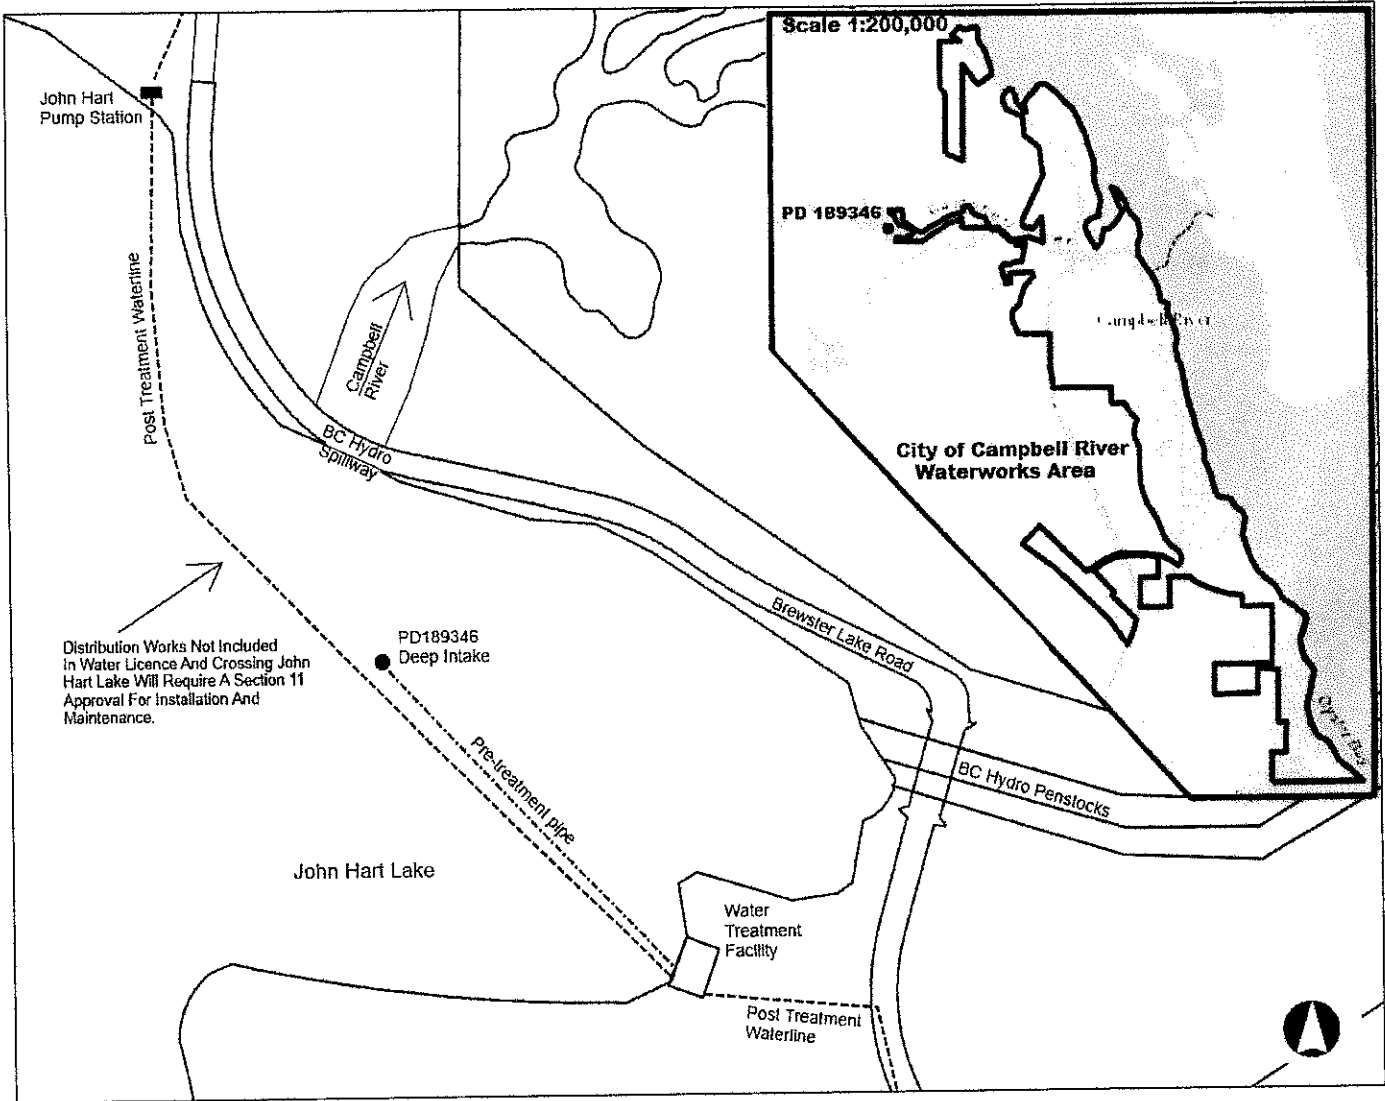 Scale 1:200,000
John Hart
Pump Station
PD 189346
Post Treatment Waterline
Campbell
River
Campbell River
BC Hydro
Spillway
City of Campbell River
Waterworks Area
Brewster Lake Road
Distribution Works Not Included
In Water Licence And Crossing John
Hart Lake Will Require A Section 11
Approval For Installation And
Maintenance.
PD189346
Deep Intake
Pre-treatment pipe
BC Hydro Penstocks
John Hart Lake
Water
Treatment
Facility
Post Treatment
Waterline